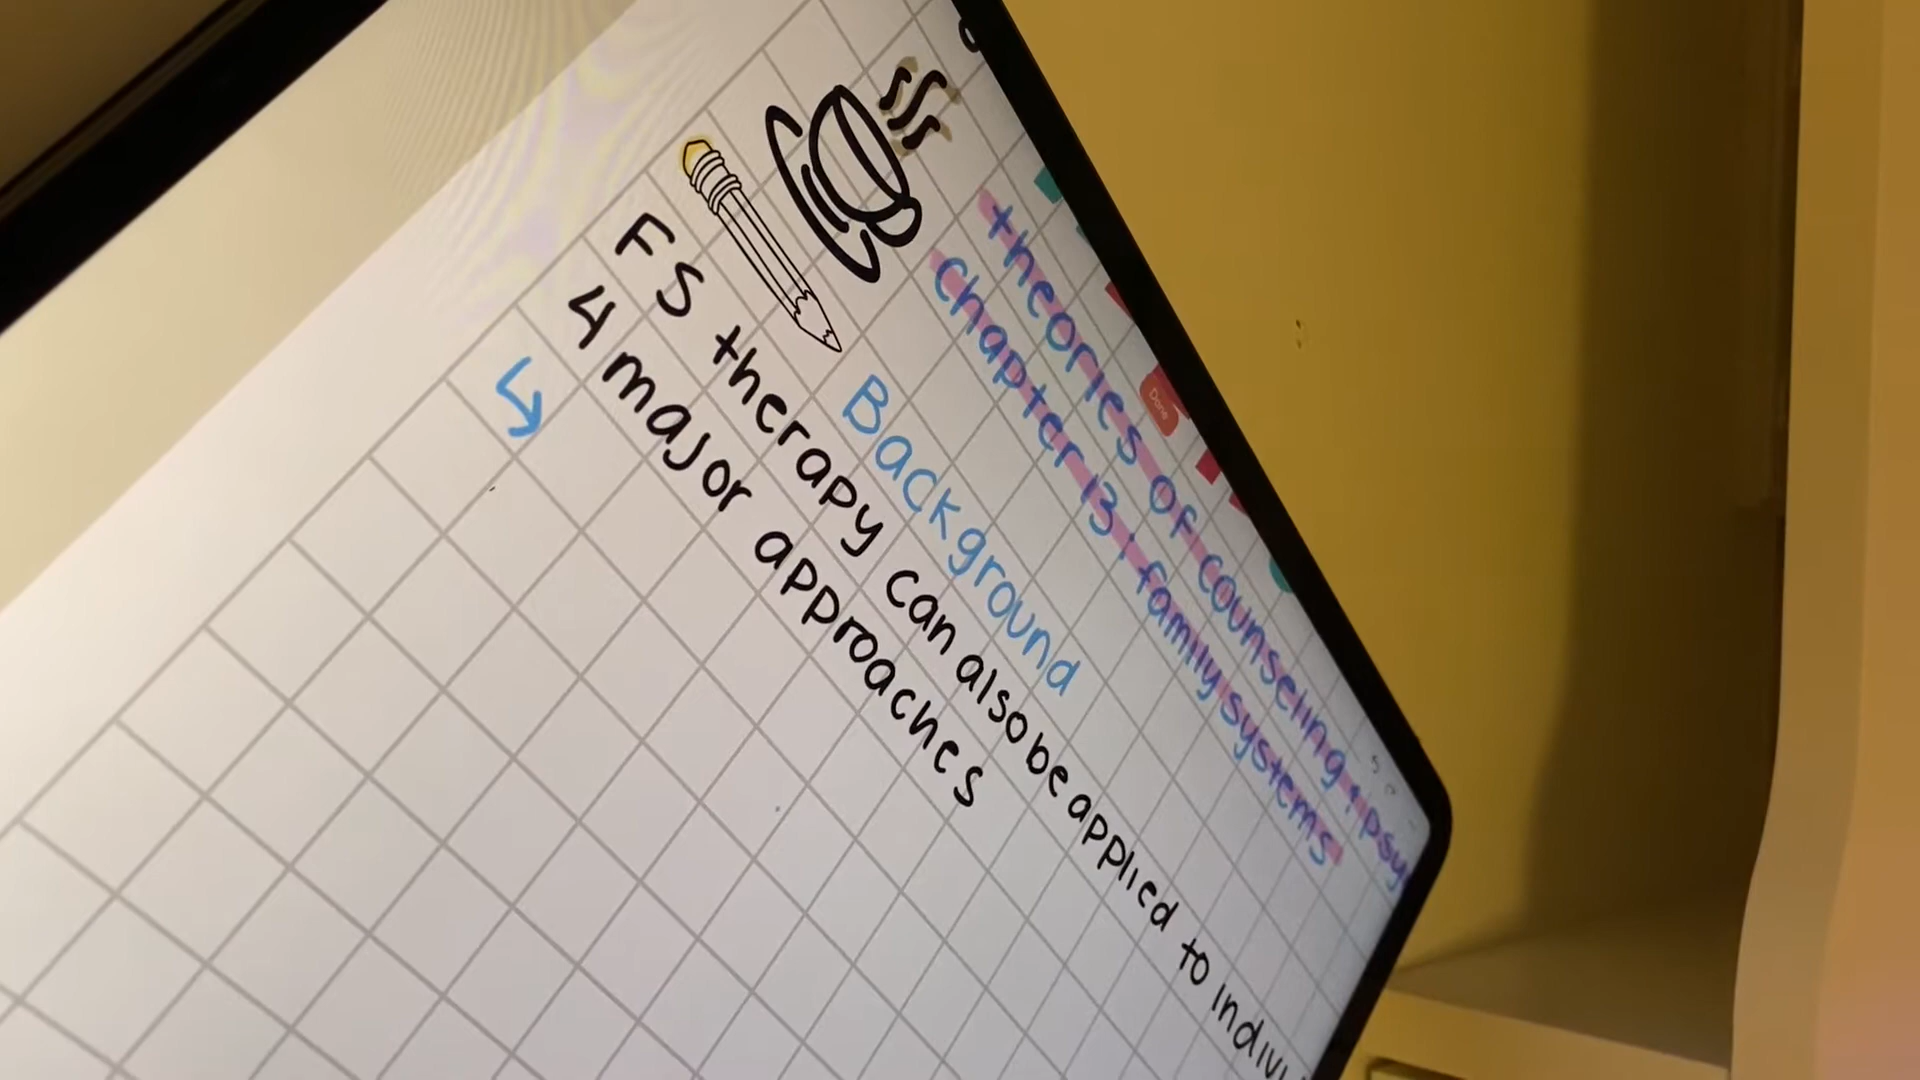 theories of counseling + psy
chapter 13: family systems
Background
FS therapy can also be applied to indivi
4 major approaches
Done